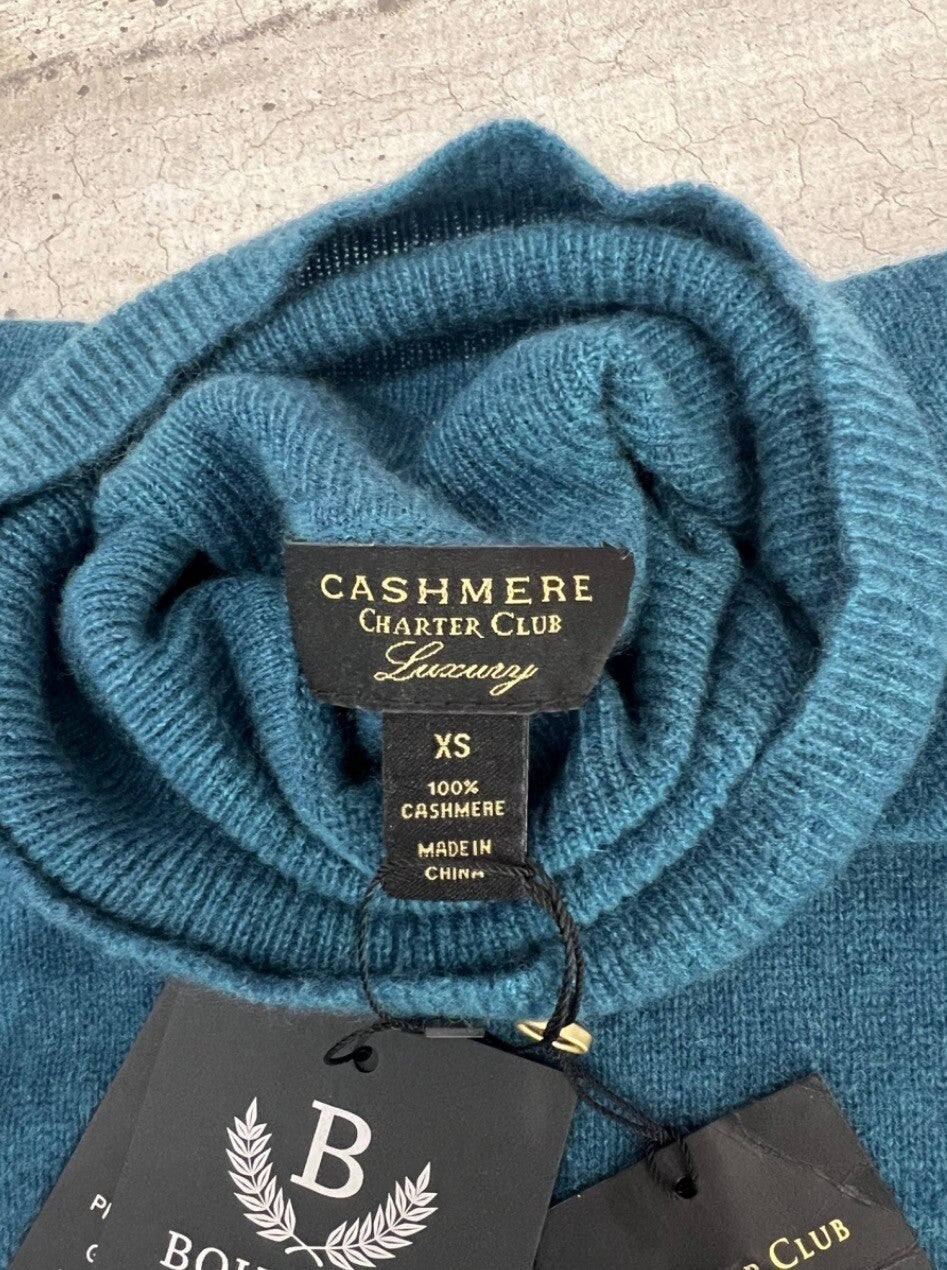 CASHMERE
CHARTER CLUB
Luxury
XS
100%
CASHMERE
MADE IN
CHINA
B
CLUB